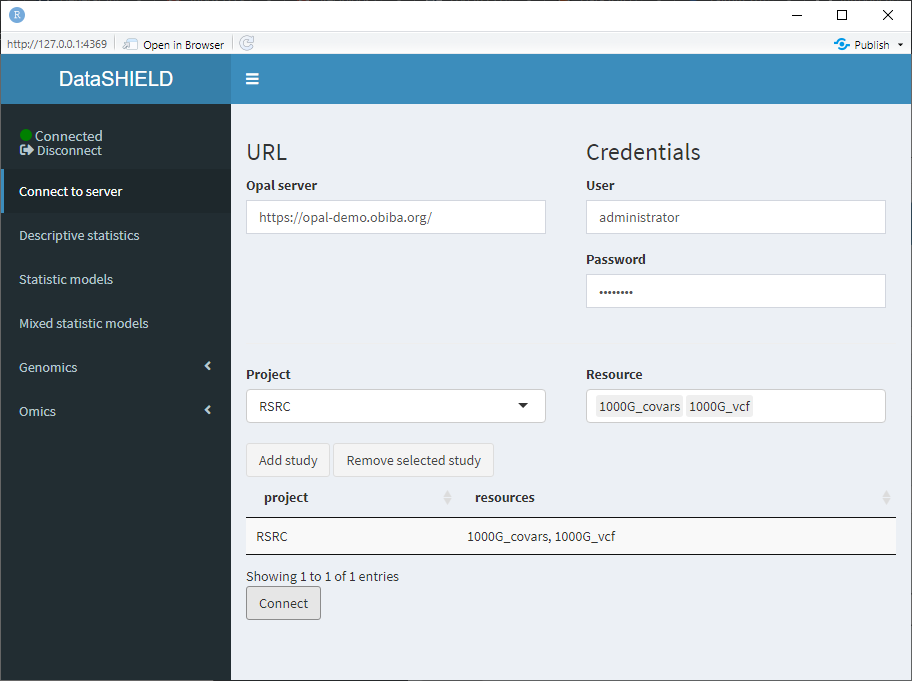 R
http://127.0.0.1:4369 Open in Browser Publish
DataSHIELD
Connected
Disconnect
Connect to server
Descriptive statistics
Statistic models
Mixed statistic models
Genomics
Omics
URL
Opal server
https://opal-demo.obiba.org/
Credentials
User
administrator
Password
••••••••
Project
RSRC
Resource
1000G_covars 1000G_vcf
Add study Remove selected study
project resources
RSRC 1000G_covars, 1000G_vcf
Showing 1 to 1 of 1 entries
Connect